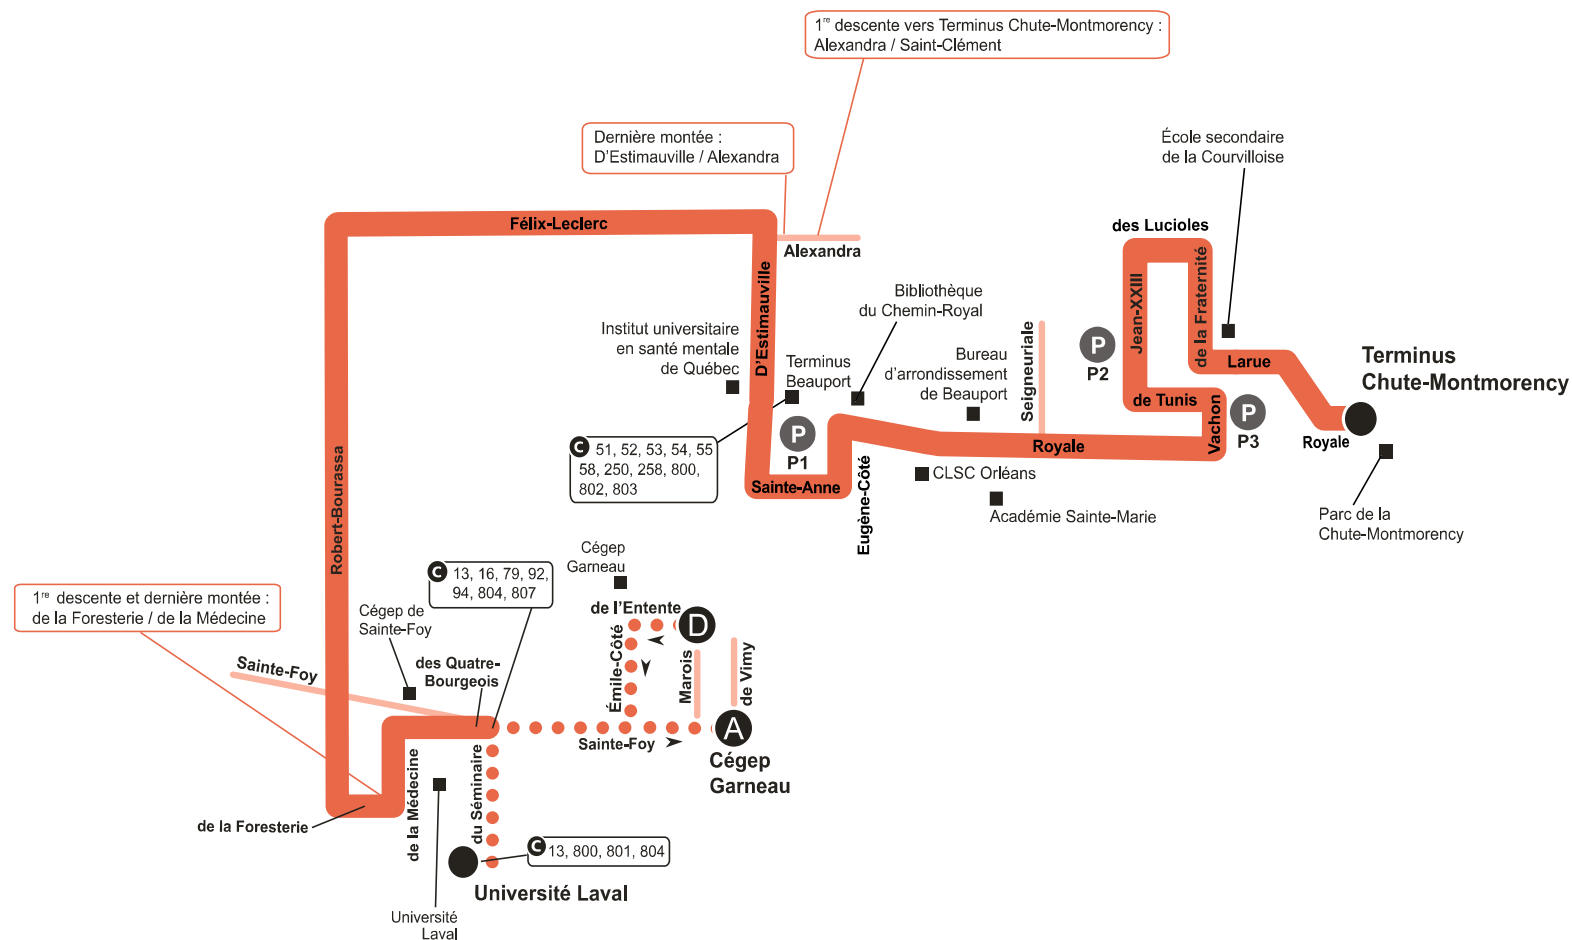 1re descente vers Terminus Chute-Montmorency :
Alexandra / Saint-Clément
Dernière montée :
D'Estimauville / Alexandra
École secondaire
de la Courvilloise
Félix-Leclerc
des Lucioles
Alexandra
D'Estimauville
Bibliothèque
du Chemin-Royal
Institut universitaire
en santé mentale
de Québec
Terminus
Beauport
Bureau
d'arrondissement
de Beauport
Seigneuriale
Jean-XXIII
de la Fraternité
P
P2
Larue
Terminus
Chute-Montmorency
de Tunis
Vachon
P
P3
Royale
P
P1
Royale
C 51, 52, 53, 54, 55
58, 250, 258, 800,
802, 803
Sainte-Anne
Eugène-Côté
CLSC Orléans
Académie Sainte-Marie
Parc de la
Chute-Montmorency
Robert-Bourassa
C 13, 16, 79, 92,
94, 804, 807
Cégep
Garneau
1re descente et dernière montée :
de la Foresterie / de la Médecine
Cégep de
Sainte-Foy
de l'Entente
D
Émile-Côté
Marois
de Vimy
Sainte-Foy
des Quatre-
Bourgeois
Sainte-Foy
A
Cégep
Garneau
de la Médecine
du Séminaire
de la Foresterie
C 13, 800, 801, 804
Université Laval
Université
Laval